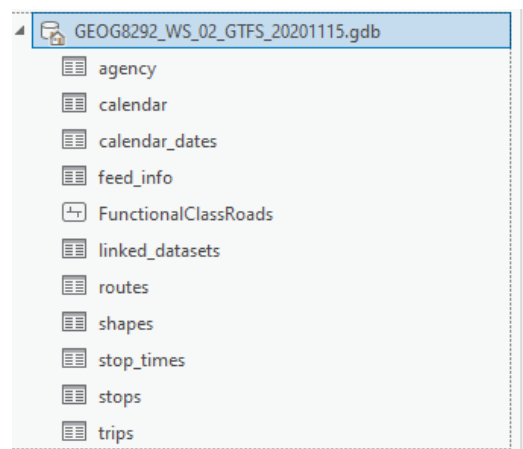 GEOG8292_WS_02_GTFS_20201115.gdb
agency
calendar
calendar_dates
feed_info
FunctionalClassRoads
linked_datasets
routes
shapes
stop_times
stops
trips